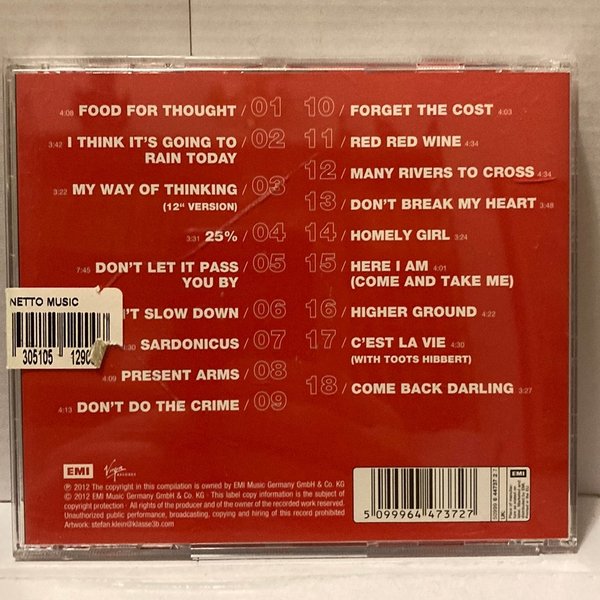 4:08 FOOD FOR THOUGHT / 01
3:42 I THINK IT'S GOING TO / 02
RAIN TODAY
3:22 MY WAY OF THINKING / 03
(12“ VERSION)
3:31 25% / 04
7:45 DON'T LET IT PASS / 05
YOU BY
SLOW DOWN / 06
:30 SARDONICUS / 07
4:09 PRESENT ARMS / 08
4:13 DON'T DO THE CRIME / 09
10 / FORGET THE COST 4:03
11 / RED RED WINE 4:34
12 / MANY RIVERS TO CROSS 4:34
13 / DON'T BREAK MY HEART 3:48
14 / HOMELY GIRL 3:24
15 / HERE I AM 4:01
(COME AND TAKE ME)
16 / HIGHER GROUND 4:22
17 / C'EST LA VIE 4:30
(WITH TOOTS HIBBERT)
18 / COME BACK DARLING 3:27
NETTO MUSIC
305105
EMI
Virgin
℗ 2012 The copyright in this compilation is owned by EMI Music Germany GmbH & Co. KG
© 2012 EMI Music Germany GmbH & Co. KG · This label copy information is the subject of
copyright protection · All rights of the producer and of the owner of the recorded work reserved.
Unauthorized public performance, broadcasting, copying and hiring of this record prohibited
Artwork: stefan.klein@klasse3b.com
5 099964 473727
EMI